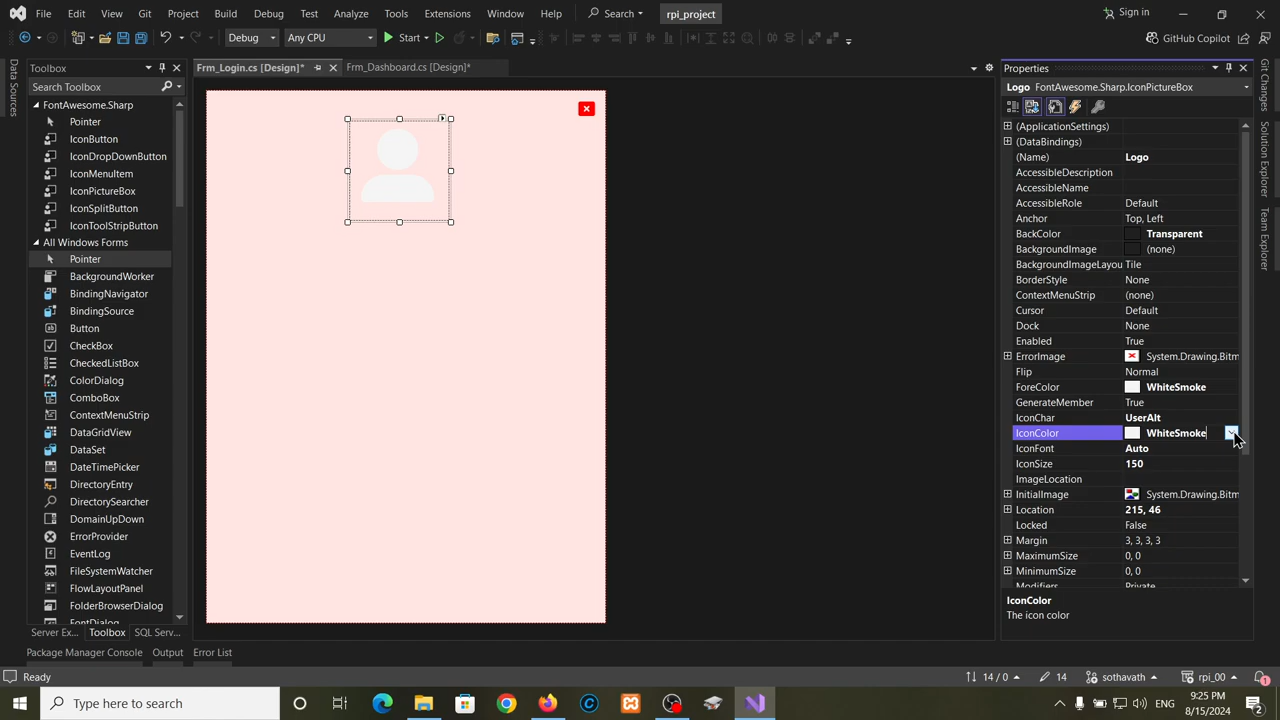 File Edit View Git Project Build Debug Test Analyze Tools Extensions Window Help Search rpi_project Sign in
Debug Any CPU Start GitHub Copilot
Data Sources
Toolbox
Search Toolbox
FontAwesome.Sharp
Pointer
IconButton
IconDropDownButton
IconMenuItem
IconPictureBox
IconSplitButton
IconToolStripButton
All Windows Forms
Pointer
BackgroundWorker
BindingNavigator
BindingSource
Button
CheckBox
CheckedListBox
ColorDialog
ComboBox
ContextMenuStrip
DataGridView
DataSet
DateTimePicker
DirectoryEntry
DirectorySearcher
DomainUpDown
ErrorProvider
EventLog
FileSystemWatcher
FlowLayoutPanel
FolderBrowserDialog
FontDialog
Server Ex... Toolbox SQL Serv...
Frm_Login.cs [Design]* Frm_Dashboard.cs [Design]*
Properties
Logo FontAwesome.Sharp.IconPictureBox
(ApplicationSettings)
(DataBindings)
(Name) Logo
AccessibleDescription
AccessibleName
AccessibleRole Default
Anchor Top, Left
BackColor Transparent
BackgroundImage (none)
BackgroundImageLayou Tile
BorderStyle None
ContextMenuStrip (none)
Cursor Default
Dock None
Enabled True
ErrorImage System.Drawing.Bitm
Flip Normal
ForeColor WhiteSmoke
GenerateMember True
IconChar UserAlt
IconColor WhiteSmoke
IconFont Auto
IconSize 150
ImageLocation
InitialImage System.Drawing.Bitm
Location 215, 46
Locked False
Margin 3, 3, 3, 3
MaximumSize 0, 0
MinimumSize 0, 0
Modifiers Private
IconColor
The icon color
Git Changes
Solution Explorer
Team Explorer
Package Manager Console Output Error List
Ready 14 / 0 14 sothavath rpi_00 1
Type here to search
9:25 PM
8/15/2024
2